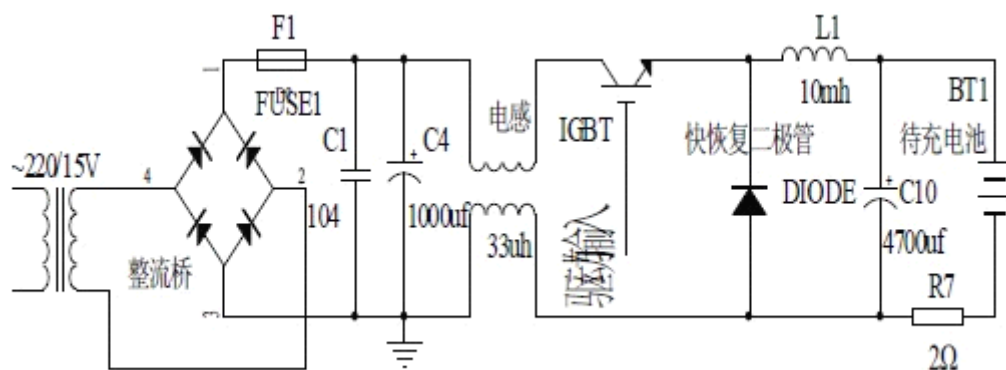 F1
L1
1
FUSE1
10mh
BT1
电感
IGBT
C1
C4
快恢复二极管
待充电池
~220/15V
4
2
DIODE
C10
104
1000uf
33uh
驱动输入
4700uf
整流桥
3
R7
2Ω